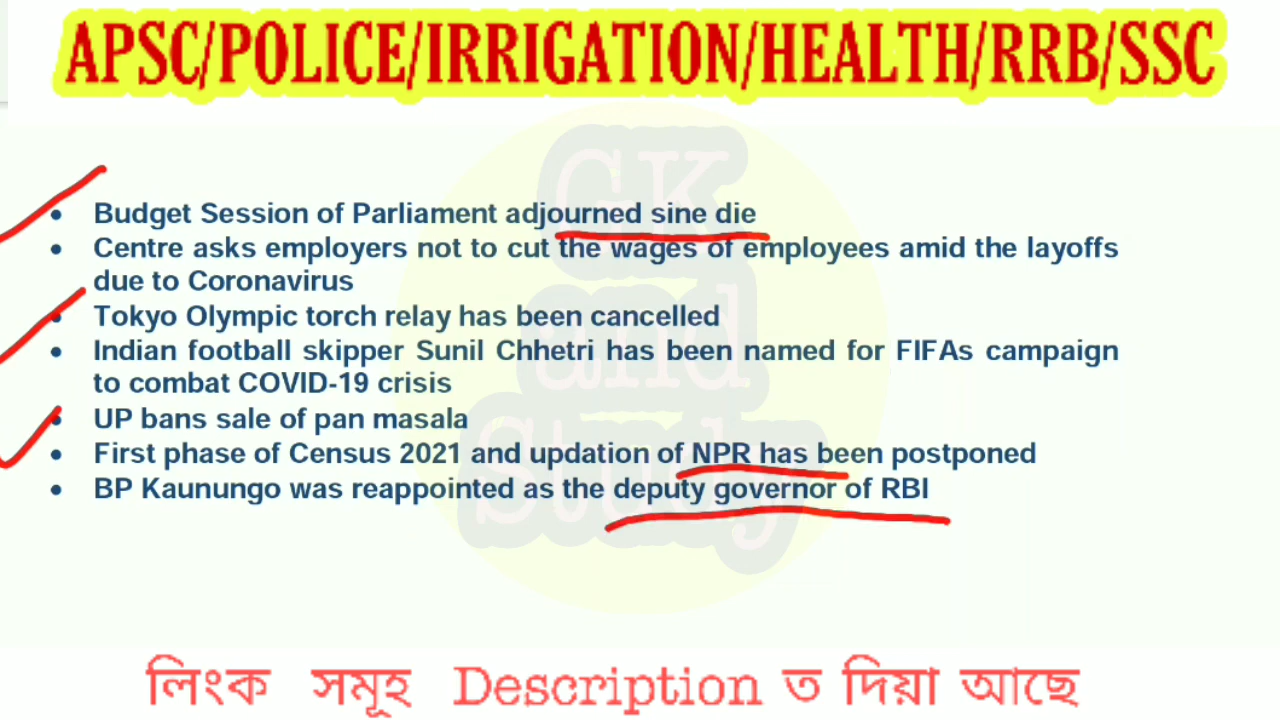 APSC/POLICE/IRRIGATION/HEALTH/RRB/SSC
GK
and
Study
• Budget Session of Parliament adjourned sine die
• Centre asks employers not to cut the wages of employees amid the layoffs
due to Coronavirus
• Tokyo Olympic torch relay has been cancelled
• Indian football skipper Sunil Chhetri has been named for FIFAs campaign
to combat COVID-19 crisis
• UP bans sale of pan masala
• First phase of Census 2021 and updation of NPR has been postponed
• BP Kaunungo was reappointed as the deputy governor of RBI
লিংক সমূহ Description ত দিয়া আছে